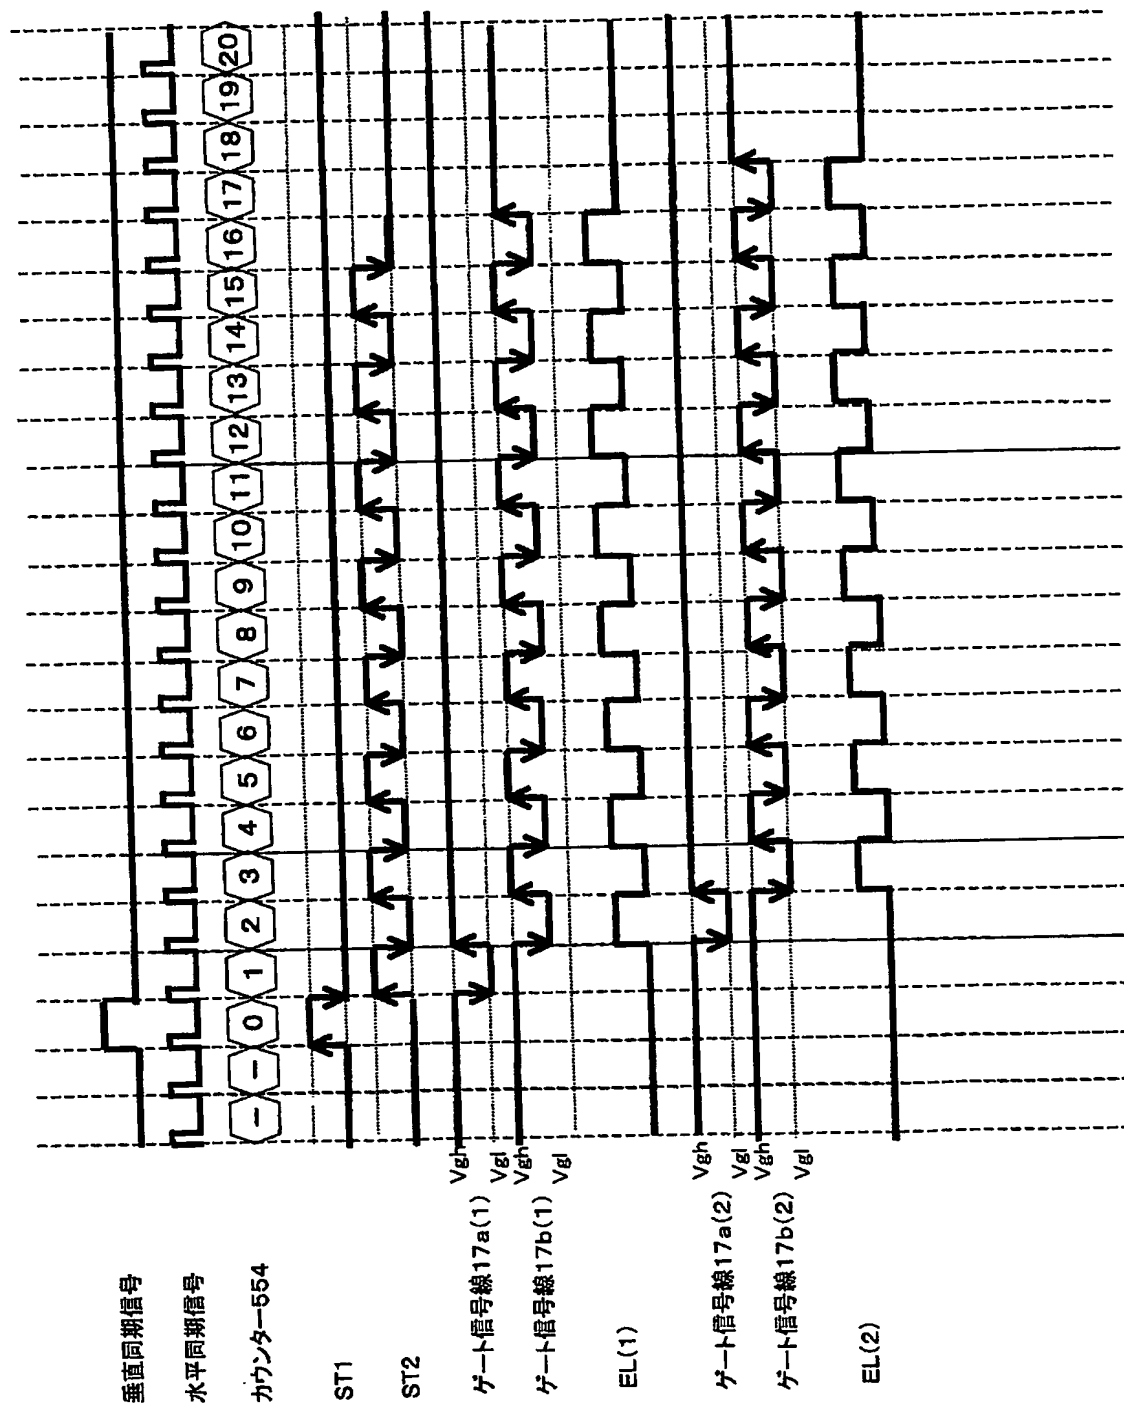 垂直同期信号
水平同期信号
カウンター554 - - 0 1 2 3 4 5 6 7 8 9 10 11 12 13 14 15 16 17 18 19 20
ST1
ST2
ゲート信号線17a(1) Vgh Vgl
ゲート信号線17b(1) Vgh Vgl
EL(1)
ゲート信号線17a(2) Vgh Vgl
ゲート信号線17b(2) Vgh Vgl
EL(2)